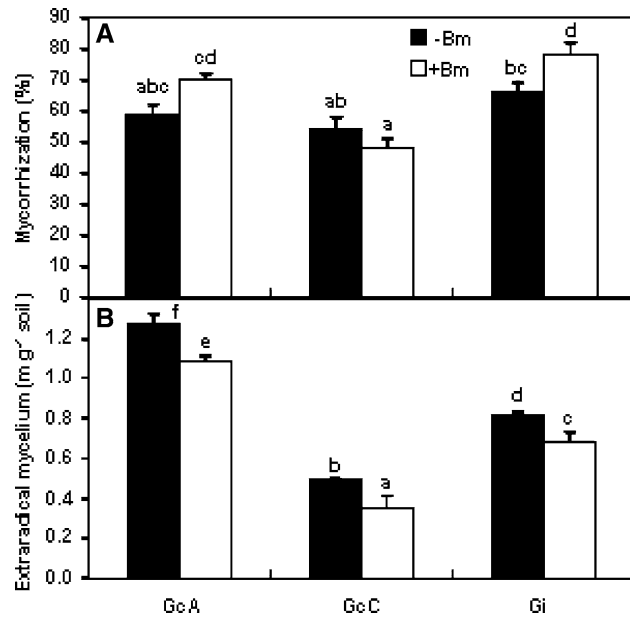 A
-Bm
+Bm
Mycorrhization (%)
90
80
70
60
50
40
30
20
10
0
abc
cd
ab
a
bc
d
B
Extraradical mycelium (m g⁻´ soil)
1.2
1.0
0.8
0.6
0.4
0.2
0.0
f
e
b
a
d
c
GcA
GcC
Gi